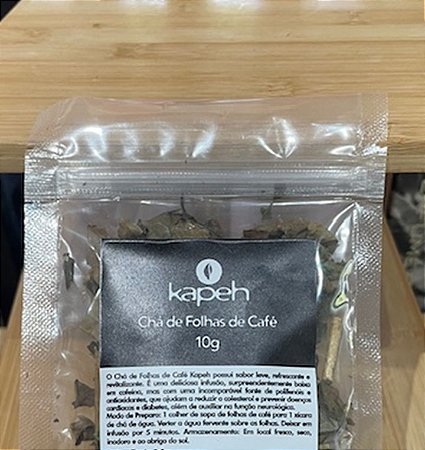 kapeh
Chá de Folhas de Café
10g
O Chá de Folhas de Café Kapeh possui sabor leve, refrescante e
revitalizante. É uma deliciosa infusão, surpreendentemente baixa
em cafeína, mas com uma incomparável fonte de polifenóis e
antioxidantes, que ajudam a reduzir o colesterol e prevenir doenças
cardíacas e diabetes, além de auxiliar na função neurológica.
Modo de Preparo: 1 colher de sopa de folhas de café para 1 xícara
de chá de água. Verter a água fervente sobre as folhas. Deixar em
infusão por 5 minutos. Armazenamento: Em local fresco, seco,
inodoro e ao abrigo do sol.